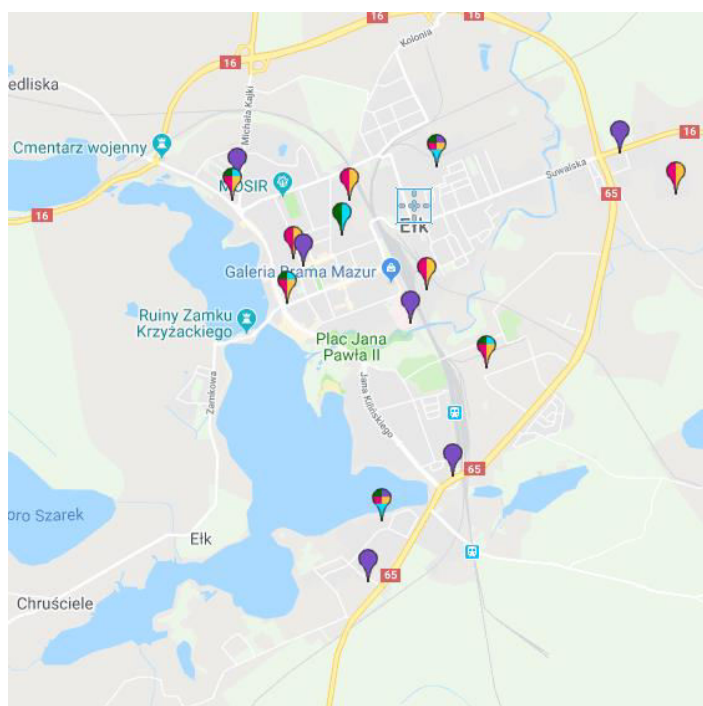 16
Kolonia
16
edliska
Michała Kajki
Cmentarz wojenny
16
MOSIR
Suwalska
65
16
Ełk
Galeria Brama Mazur
Ruiny Zamku
Krzyżackiego
Plac Jana
Pawła II
Zamkowa
Jana Kilińskiego
65
oro Szarek
Ełk
65
Chruściele